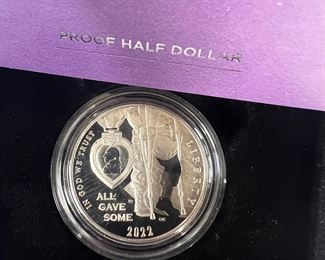 PROOF HALF DOLLAR
IN GOD WE TRUST
LIBERTY
ALL
GAVE
SOME
2022